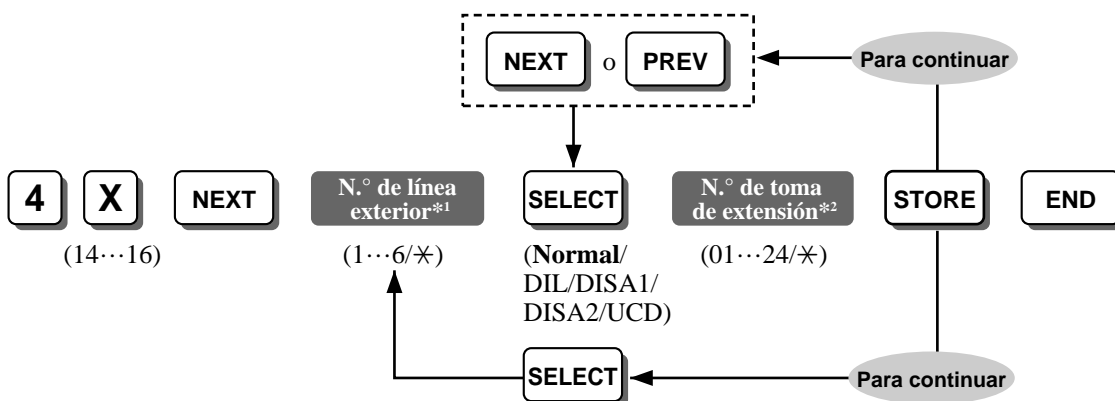 NEXT o PREV
Para continuar
4 X NEXT
N.° de línea
exterior*1
SELECT
N.° de toma
de extensión*2
STORE
END
(14···16)
(1···6/✳)
(Normal/
DIL/DISA1/
DISA2/UCD)
(01···24/✳)
SELECT
Para continuar